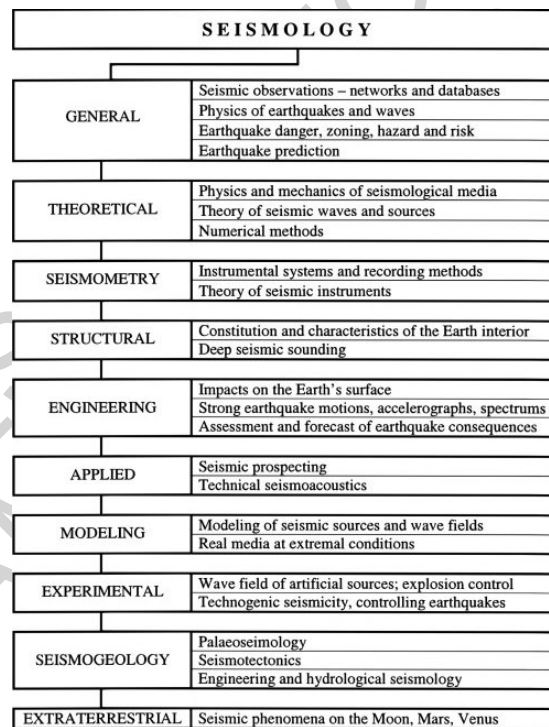 SEISMOLOGY
GENERAL
Seismic observations – networks and databases
Physics of earthquakes and waves
Earthquake danger, zoning, hazard and risk
Earthquake prediction
THEORETICAL
Physics and mechanics of seismological media
Theory of seismic waves and sources
Numerical methods
SEISMOMETRY
Instrumental systems and recording methods
Theory of seismic instruments
STRUCTURAL
Constitution and characteristics of the Earth interior
Deep seismic sounding
ENGINEERING
Impacts on the Earth's surface
Strong earthquake motions, accelerographs, spectrums
Assessment and forecast of earthquake consequences
APPLIED
Seismic prospecting
Technical seismoacoustics
MODELING
Modeling of seismic sources and wave fields
Real media at extremal conditions
EXPERIMENTAL
Wave field of artificial sources; explosion control
Technogenic seismicity, controlling earthquakes
SEISMOGEOLOGY
Palaeoseimology
Seismotectonics
Engineering and hydrological seismology
EXTRATERRESTRIAL
Seismic phenomena on the Moon, Mars, Venus